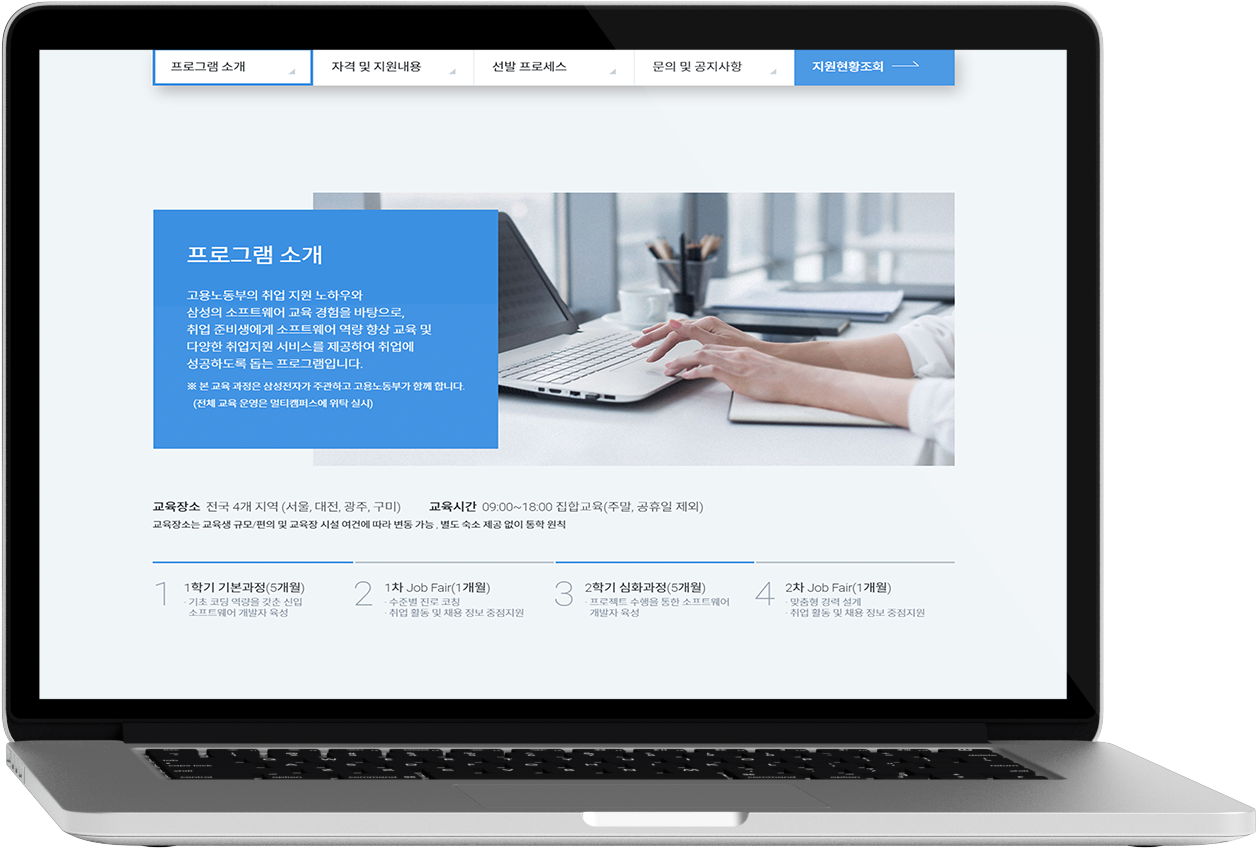 프로그램 소개
자격 및 지원내용
선발 프로세스
문의 및 공지사항
지원현황조회
프로그램 소개
고용노동부의 취업 지원 노하우와
삼성의 소프트웨어 교육 경험을 바탕으로,
취업 준비생에게 소프트웨어 역량 향상 교육 및
다양한 취업지원 서비스를 제공하여 취업에
성공하도록 돕는 프로그램입니다.
※ 본 교육 과정은 삼성전자가 주관하고 고용노동부가 함께 합니다.
(전체 교육 운영은 멀티캠퍼스에 위탁 실시)
교육장소 전국 4개 지역 (서울, 대전, 광주, 구미) 교육시간 09:00~18:00 집합교육(주말, 공휴일 제외)
교육장소는 교육생 규모/편의 및 교육장 시설 여건에 따라 변동 가능 , 별도 숙소 제공 없이 통학 원칙
1 1학기 기본과정(5개월)
· 기초 코딩 역량을 갖춘 신입
소프트웨어 개발자 육성
2 1차 Job Fair(1개월)
· 수준별 진로 코칭
· 취업 활동 및 채용 정보 중점지원
3 2학기 심화과정(5개월)
· 프로젝트 수행을 통한 소프트웨어
개발자 육성
4 2차 Job Fair(1개월)
· 맞춤형 경력 설계
· 취업 활동 및 채용 정보 중점지원